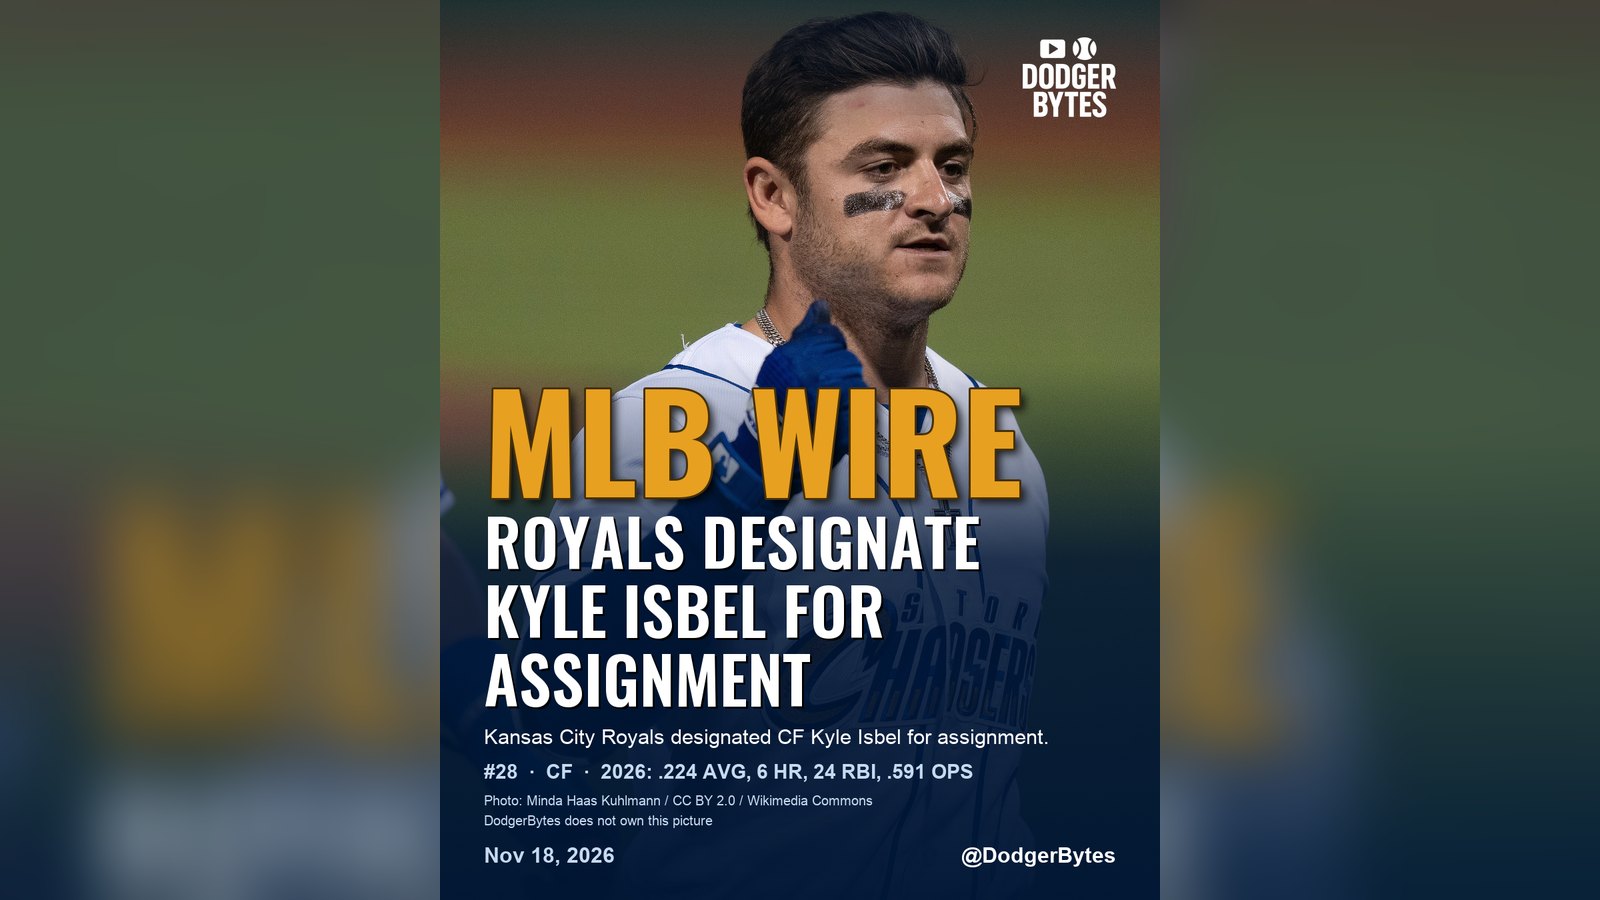 DODGER
BYTES
MLB WIRE
ROYALS DESIGNATE
KYLE ISBEL FOR
ASSIGNMENT
STOR
CHASERS
Kansas City Royals designated CF Kyle Isbel for assignment.
#28 · CF · 2026: .224 AVG, 6 HR, 24 RBI, .591 OPS
Photo: Minda Haas Kuhlmann / CC BY 2.0 / Wikimedia Commons
DodgerBytes does not own this picture
Nov 18, 2026
@DodgerBytes